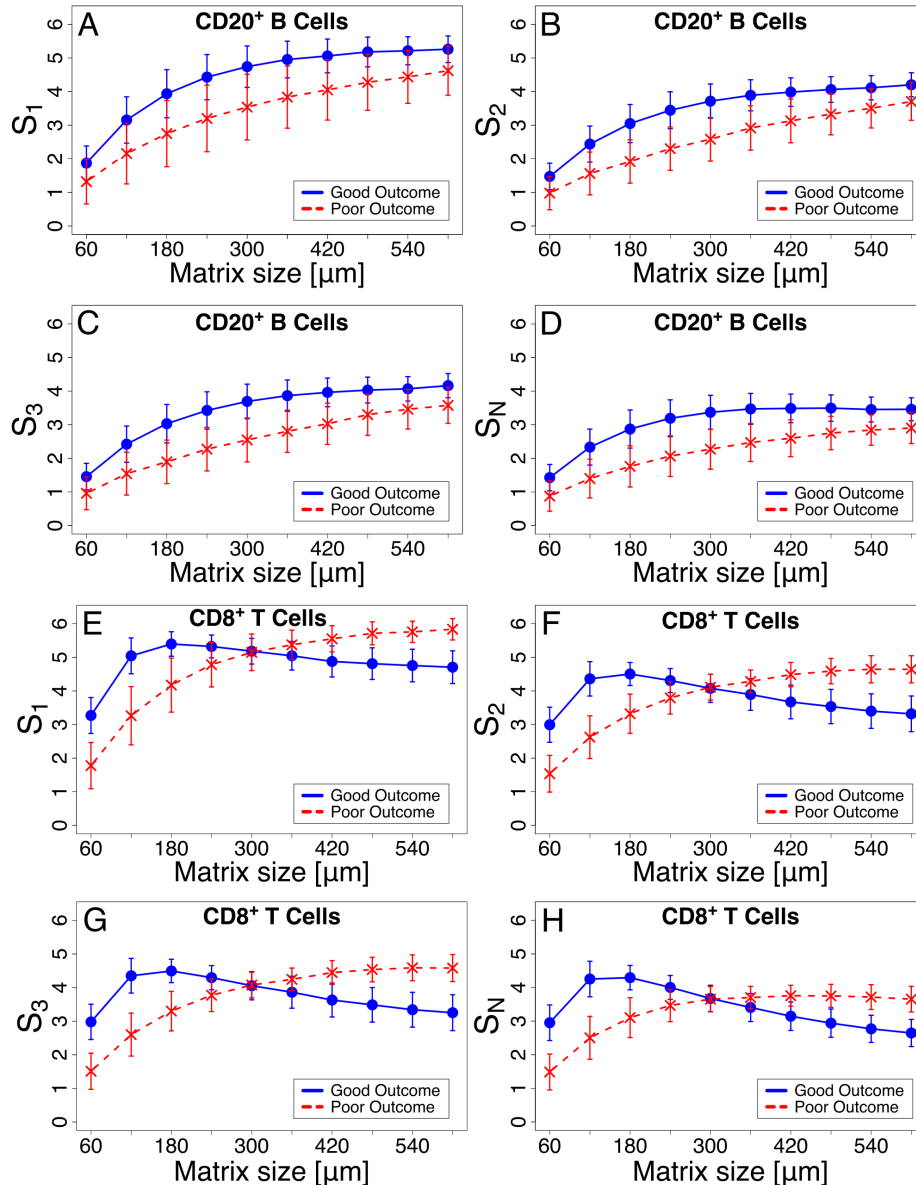 A
CD20⁺ B Cells
S₁
0 1 2 3 4 5 6
Good Outcome
Poor Outcome
60 180 300 420 540
Matrix size [µm]
B
CD20⁺ B Cells
S₂
0 1 2 3 4 5 6
Good Outcome
Poor Outcome
60 180 300 420 540
Matrix size [µm]
C
CD20⁺ B Cells
S₃
0 1 2 3 4 5 6
Good Outcome
Poor Outcome
60 180 300 420 540
Matrix size [µm]
D
CD20⁺ B Cells
S_N
0 1 2 3 4 5 6
Good Outcome
Poor Outcome
60 180 300 420 540
Matrix size [µm]
E
CD8⁺ T Cells
S₁
0 1 2 3 4 5 6
Good Outcome
Poor Outcome
60 180 300 420 540
Matrix size [µm]
F
CD8⁺ T Cells
S₂
0 1 2 3 4 5 6
Good Outcome
Poor Outcome
60 180 300 420 540
Matrix size [µm]
G
CD8⁺ T Cells
S₃
0 1 2 3 4 5 6
Good Outcome
Poor Outcome
60 180 300 420 540
Matrix size [µm]
H
CD8⁺ T Cells
S_N
0 1 2 3 4 5 6
Good Outcome
Poor Outcome
60 180 300 420 540
Matrix size [µm]